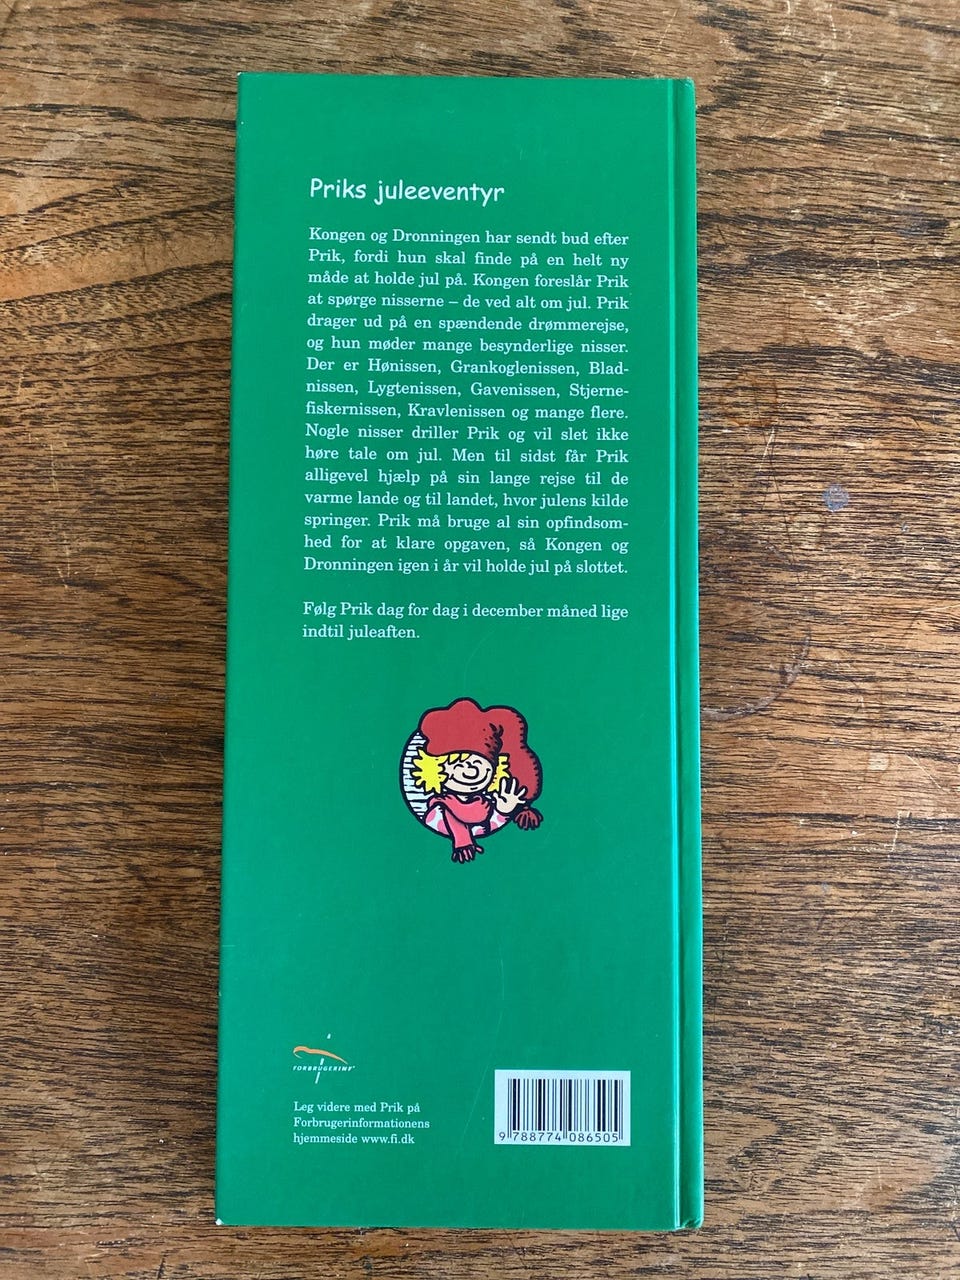 Priks juleeventyr
Kongen og Dronningen har sendt bud efter
Prik, fordi hun skal finde på en helt ny
måde at holde jul på. Kongen foreslår Prik
at spørge nisserne – de ved alt om jul. Prik
drager ud på en spændende drømmerejse,
og hun møder mange besynderlige nisser.
Der er Hønissen, Grankoglenissen, Blad-
nissen, Lygtenissen, Gavenissen, Stjerne-
fiskernissen, Kravlenissen og mange flere.
Nogle nisser driller Prik og vil slet ikke
høre tale om jul. Men til sidst får Prik
alligevel hjælp på sin lange rejse til de
varme lande og til landet, hvor julens kilde
springer. Prik må bruge al sin opfindsom-
hed for at klare opgaven, så Kongen og
Dronningen igen i år vil holde jul på slottet.
Følg Prik dag for dag i december måned lige
indtil juleaften.
FORBRUGERINF
Leg videre med Prik på
Forbrugerinformationens
hjemmeside www.fi.dk
9 788774 086505